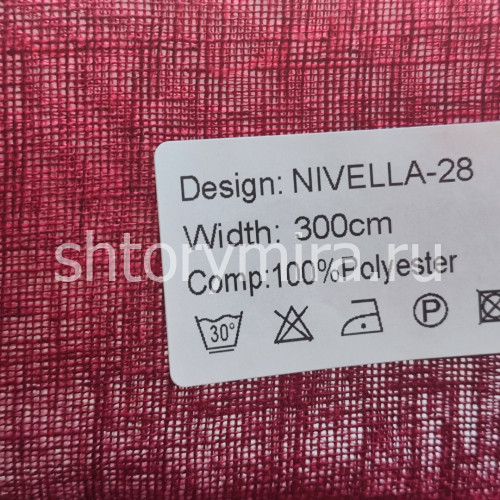 Design: NIVELLA-28
Width: 300cm
shtorymira.ru
Comp:100%Polyester
30°
P